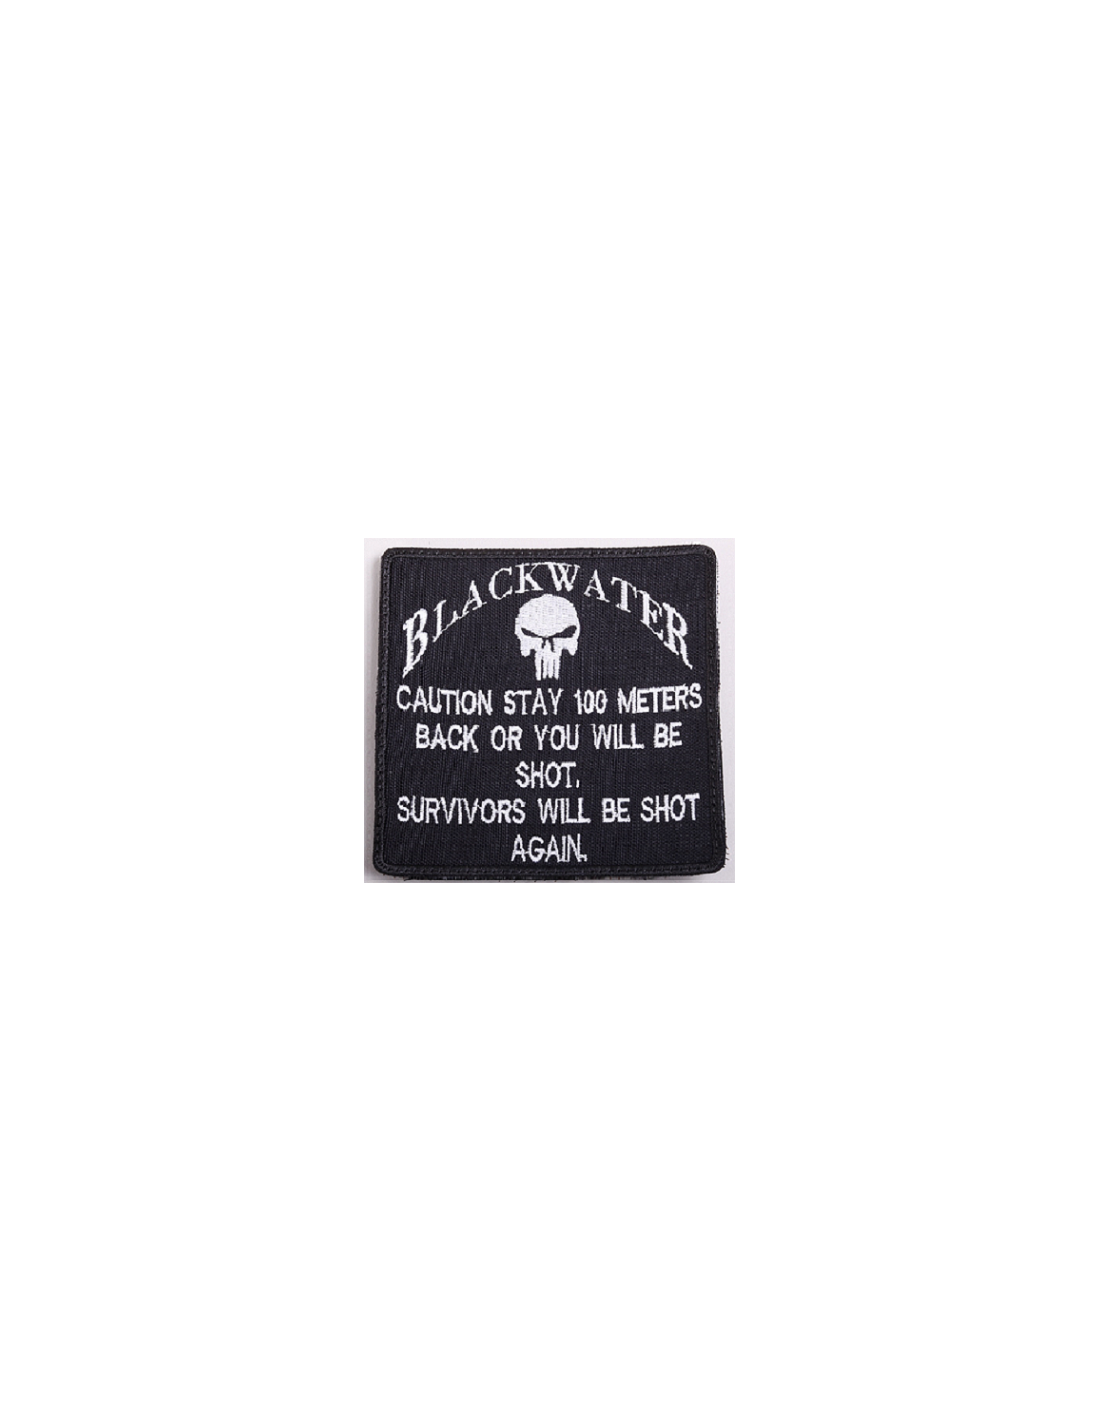 BLACKWATER
CAUTION STAY 100 METERS
BACK OR YOU WILL BE
SHOT.
SURVIVORS WILL BE SHOT
AGAIN.